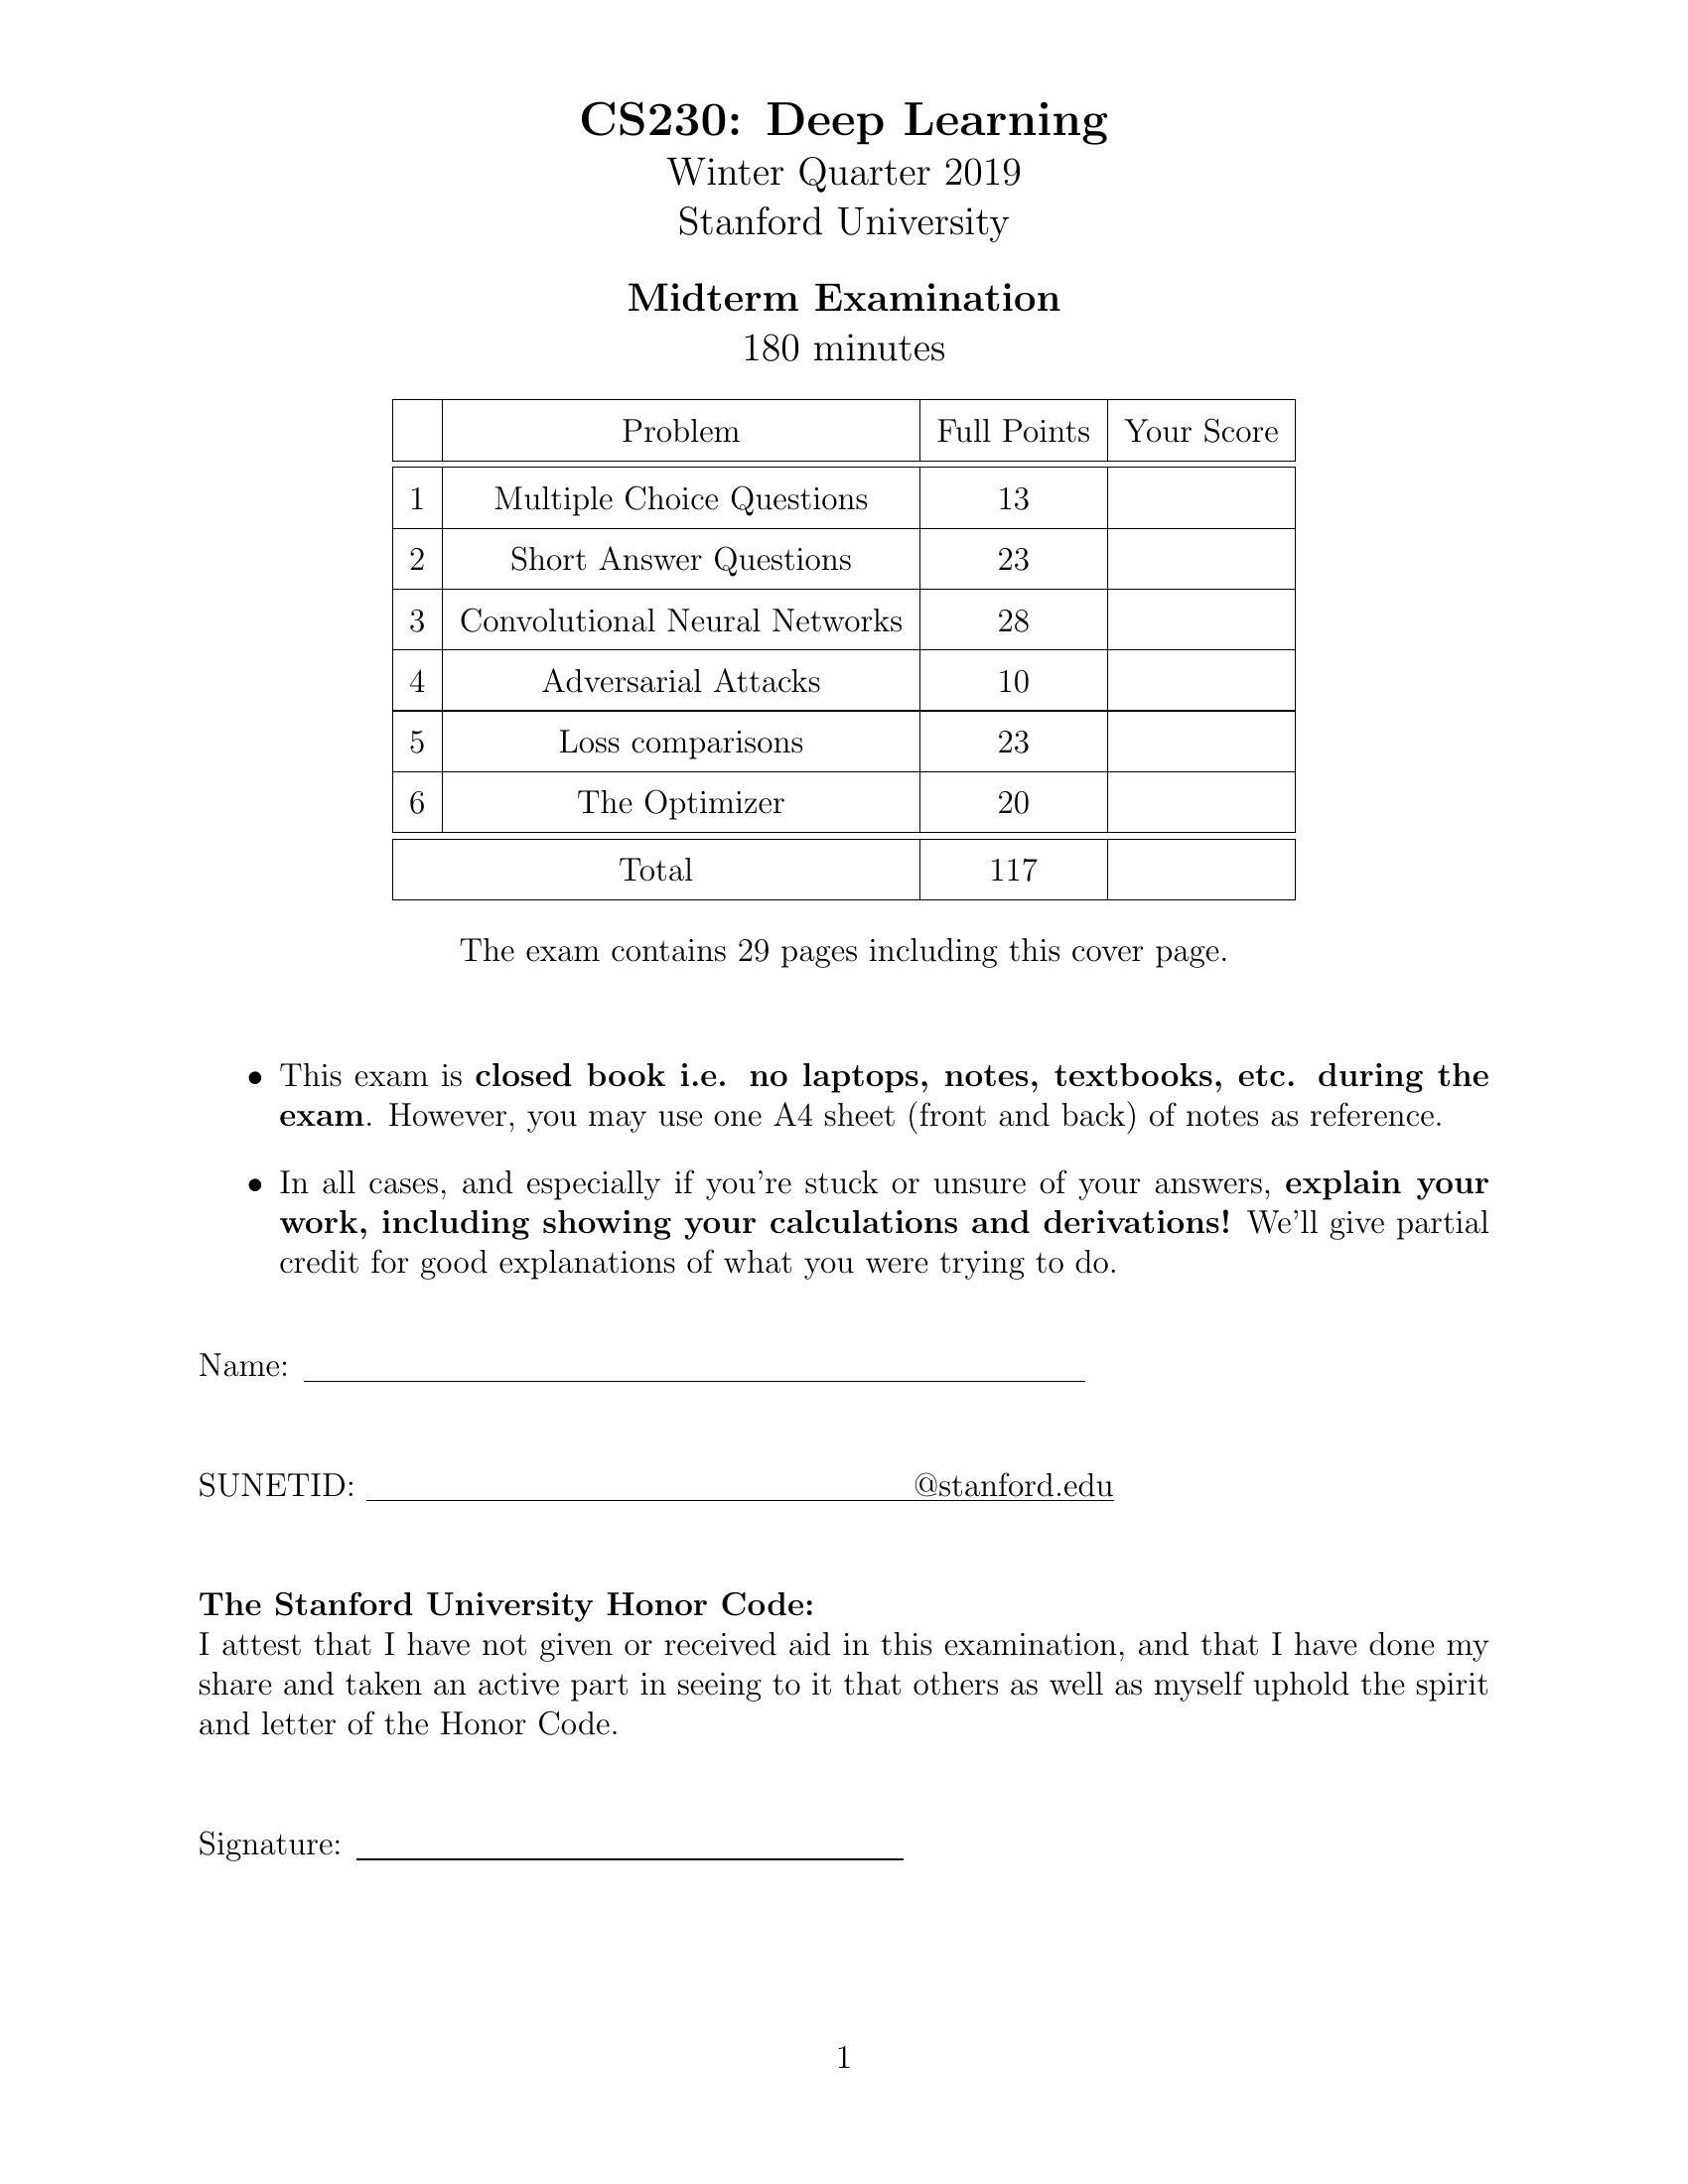 CS230: Deep Learning
Winter Quarter 2019
Stanford University
Midterm Examination
180 minutes
Problem Full Points Your Score
1 Multiple Choice Questions 13
2 Short Answer Questions 23
3 Convolutional Neural Networks 28
4 Adversarial Attacks 10
5 Loss comparisons 23
6 The Optimizer 20
Total 117
The exam contains 29 pages including this cover page.
• This exam is closed book i.e. no laptops, notes, textbooks, etc. during the
exam. However, you may use one A4 sheet (front and back) of notes as reference.
• In all cases, and especially if you're stuck or unsure of your answers, explain your
work, including showing your calculations and derivations! We'll give partial
credit for good explanations of what you were trying to do.
Name:
SUNETID: @stanford.edu
The Stanford University Honor Code:
I attest that I have not given or received aid in this examination, and that I have done my
share and taken an active part in seeing to it that others as well as myself uphold the spirit
and letter of the Honor Code.
Signature:
1